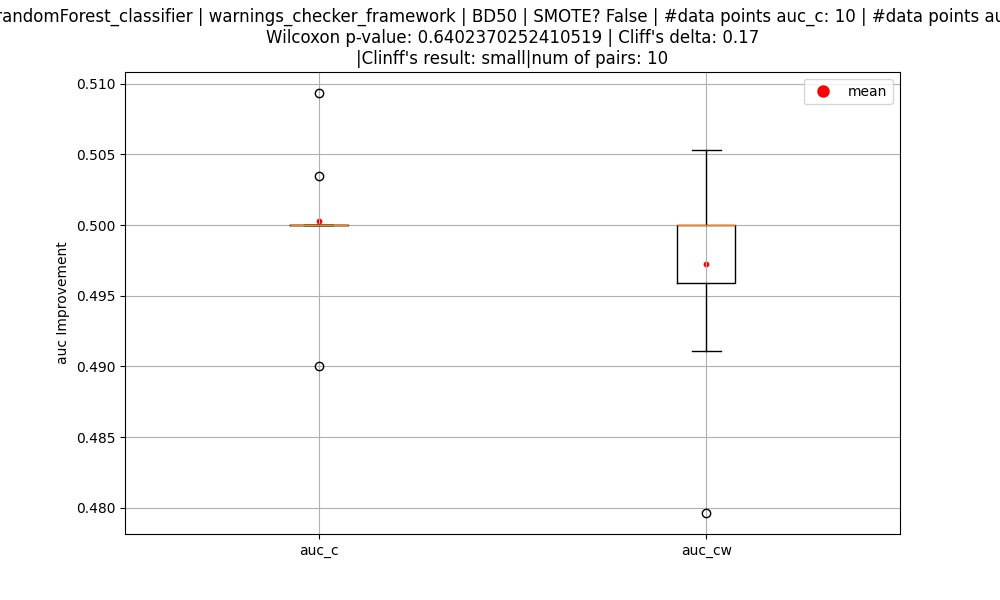 randomForest_classifier | warnings_checker_framework | BD50 | SMOTE? False | #data points auc_c: 10 | #data points au
Wilcoxon p-value: 0.6402370252410519 | Cliff's delta: 0.17
|Clinff's result: small|num of pairs: 10
mean
0.510
0.505
0.500
0.495
0.490
0.485
0.480
auc Improvement
auc_c
auc_cw